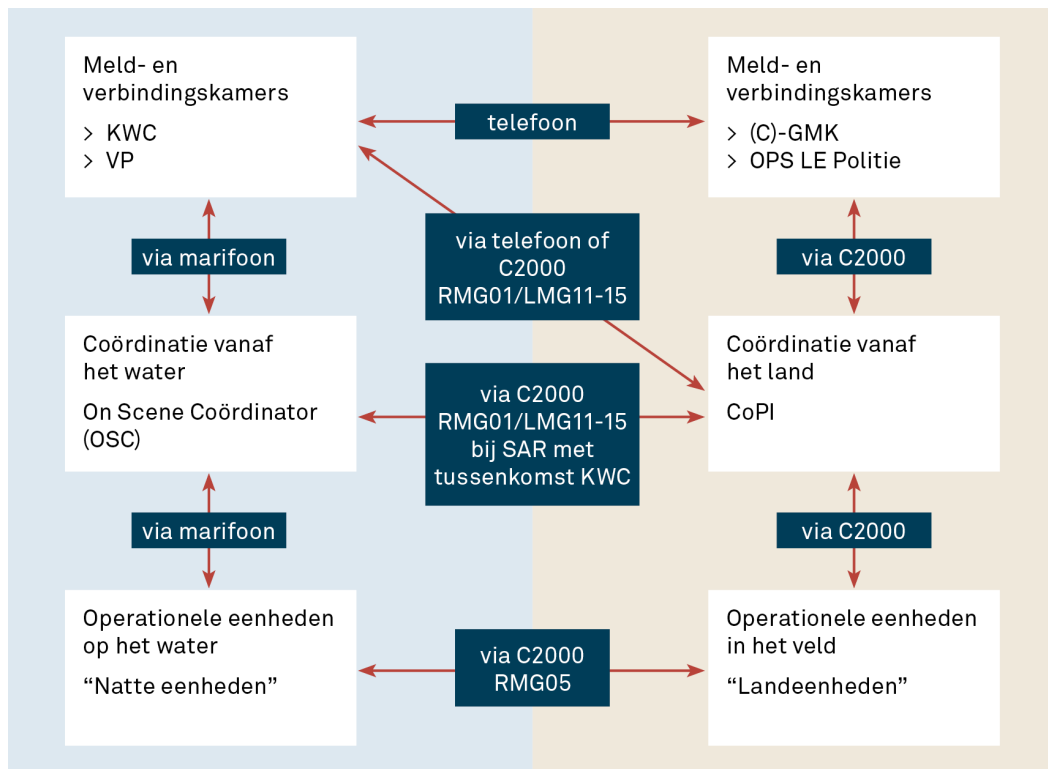 Meld- en
verbindingskamers
> KWC
> VP
telefoon
Meld- en
verbindingskamers
> (C)-GMK
> OPS LE Politie
via marifoon
via telefoon of
C2000
RMG01/LMG11-15
via C2000
Coördinatie vanaf
het water
On Scene Coördinator
(OSC)
via C2000
RMG01/LMG11-15
bij SAR met
tussenkomst KWC
Coördinatie vanaf
het land
CoPI
via marifoon
via C2000
Operationele eenheden
op het water
“Natte eenheden”
via C2000
RMG05
Operationele eenheden
in het veld
“Landeenheden”